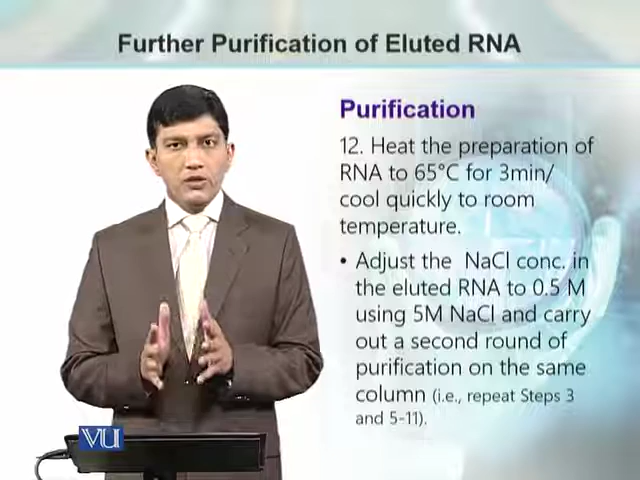 Further Purification of Eluted RNA
Purification
12. Heat the preparation of
RNA to 65°C for 3min/
cool quickly to room
temperature.
• Adjust the NaCl conc. in
the eluted RNA to 0.5 M
using 5M NaCl and carry
out a second round of
purification on the same
column (i.e., repeat Steps 3
and 5-11).
VU